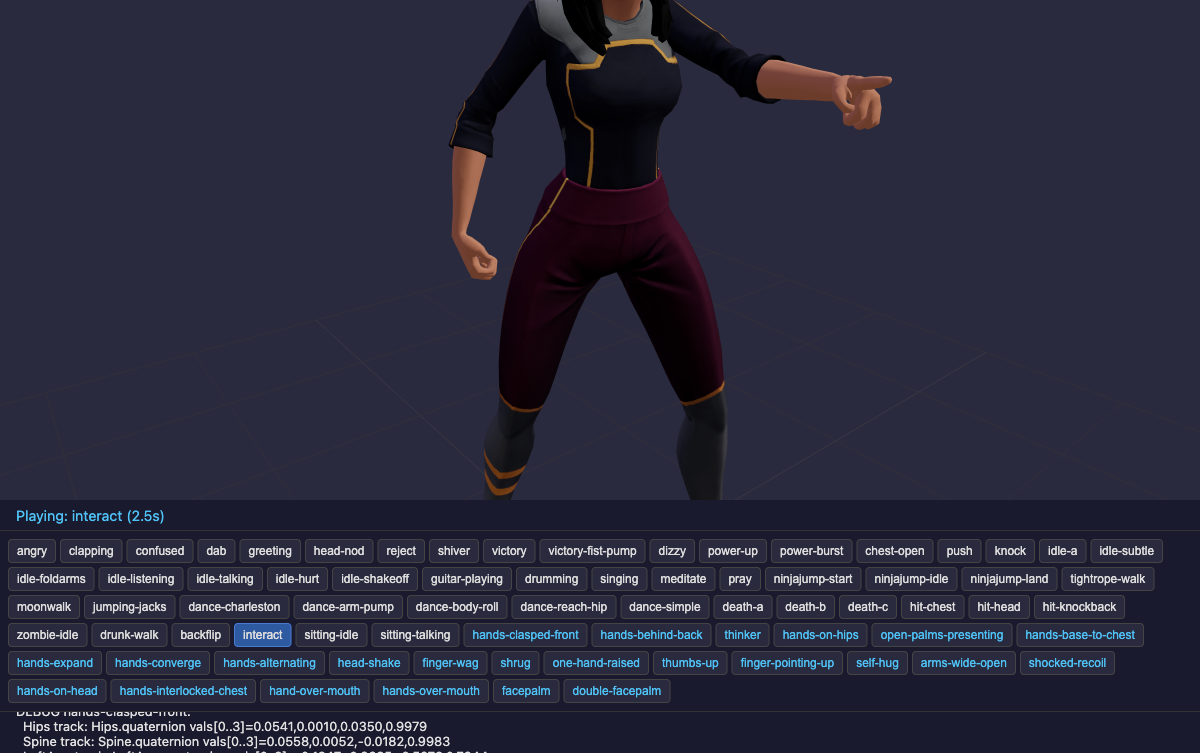 Playing: interact (2.5s)
angry clapping confused dab greeting head-nod reject shiver victory victory-fist-pump dizzy power-up power-burst chest-open push knock idle-a idle-subtle
idle-foldarms idle-listening idle-talking idle-hurt idle-shakeoff guitar-playing drumming singing meditate pray ninjajump-start ninjajump-idle ninjajump-land tightrope-walk
moonwalk jumping-jacks dance-charleston dance-arm-pump dance-body-roll dance-reach-hip dance-simple death-a death-b death-c hit-chest hit-head hit-knockback
zombie-idle drunk-walk backflip interact sitting-idle sitting-talking hands-clasped-front hands-behind-back thinker hands-on-hips open-palms-presenting hands-base-to-chest
hands-expand hands-converge hands-alternating head-shake finger-wag shrug one-hand-raised thumbs-up finger-pointing-up self-hug arms-wide-open shocked-recoil
hands-on-head hands-interlocked-chest hand-over-mouth hands-over-mouth facepalm double-facepalm
DEBUG hands-clasped-front:
Hips track: Hips.quaternion vals[0..3]=0.0541,0.0010,0.0350,0.9979
Spine track: Spine.quaternion vals[0..3]=0.0558,0.0052,-0.0182,0.9983